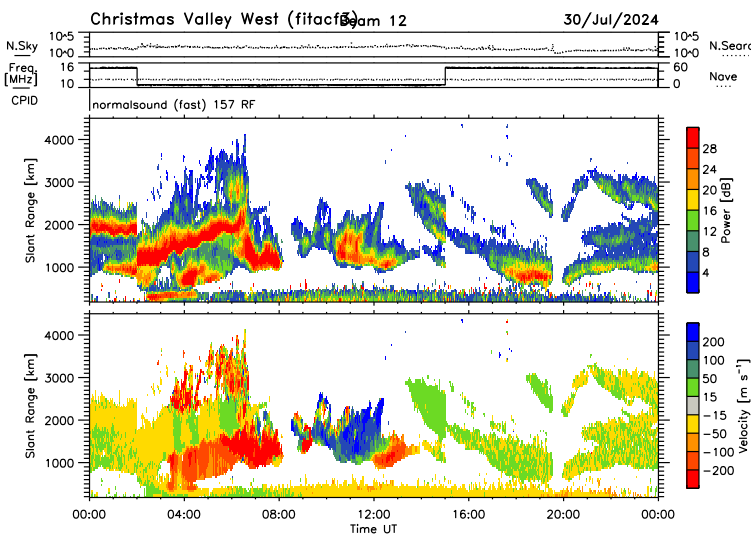 Christmas Valley West (fitacf3) Beam 12 30/Jul/2024
N.Sky 10^5 10^0 10^5 10^0 N.Searc
Freq [MHz] 16 10 60 0 Nave
CPID normalsound (fast) 157 RF
Slant Range [km] 4000 3000 2000 1000
Power [dB] 28 24 20 16 12 8 4
Slant Range [km] 4000 3000 2000 1000
Velocity [m s⁻¹] 200 100 50 15 −15 −50 −100 −200
00:00 04:00 08:00 12:00 16:00 20:00 00:00
Time UT